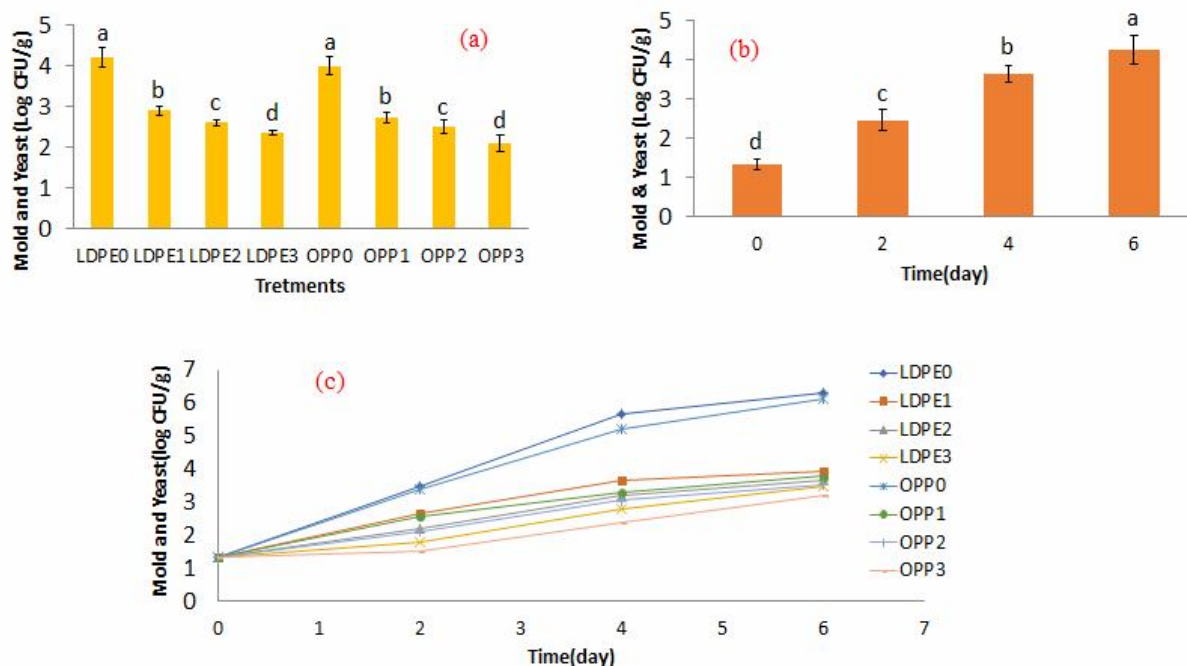 (a)
Mold and Yeast (Log CFU/g)
5
4
3
2
1
0
a
b
c
d
a
b
c
d
LDPE0 LDPE1 LDPE2 LDPE3 OPP0 OPP1 OPP2 OPP3
Tretments
(b)
Mold & Yeast (Log CFU/g)
5
4
3
2
1
0
d
c
b
a
0 2 4 6
Time(day)
(c)
Mold and Yeast(log CFU/g)
7
6
5
4
3
2
1
0
0 1 2 3 4 5 6 7
Time(day)
LDPE0
LDPE1
LDPE2
LDPE3
OPP0
OPP1
OPP2
OPP3